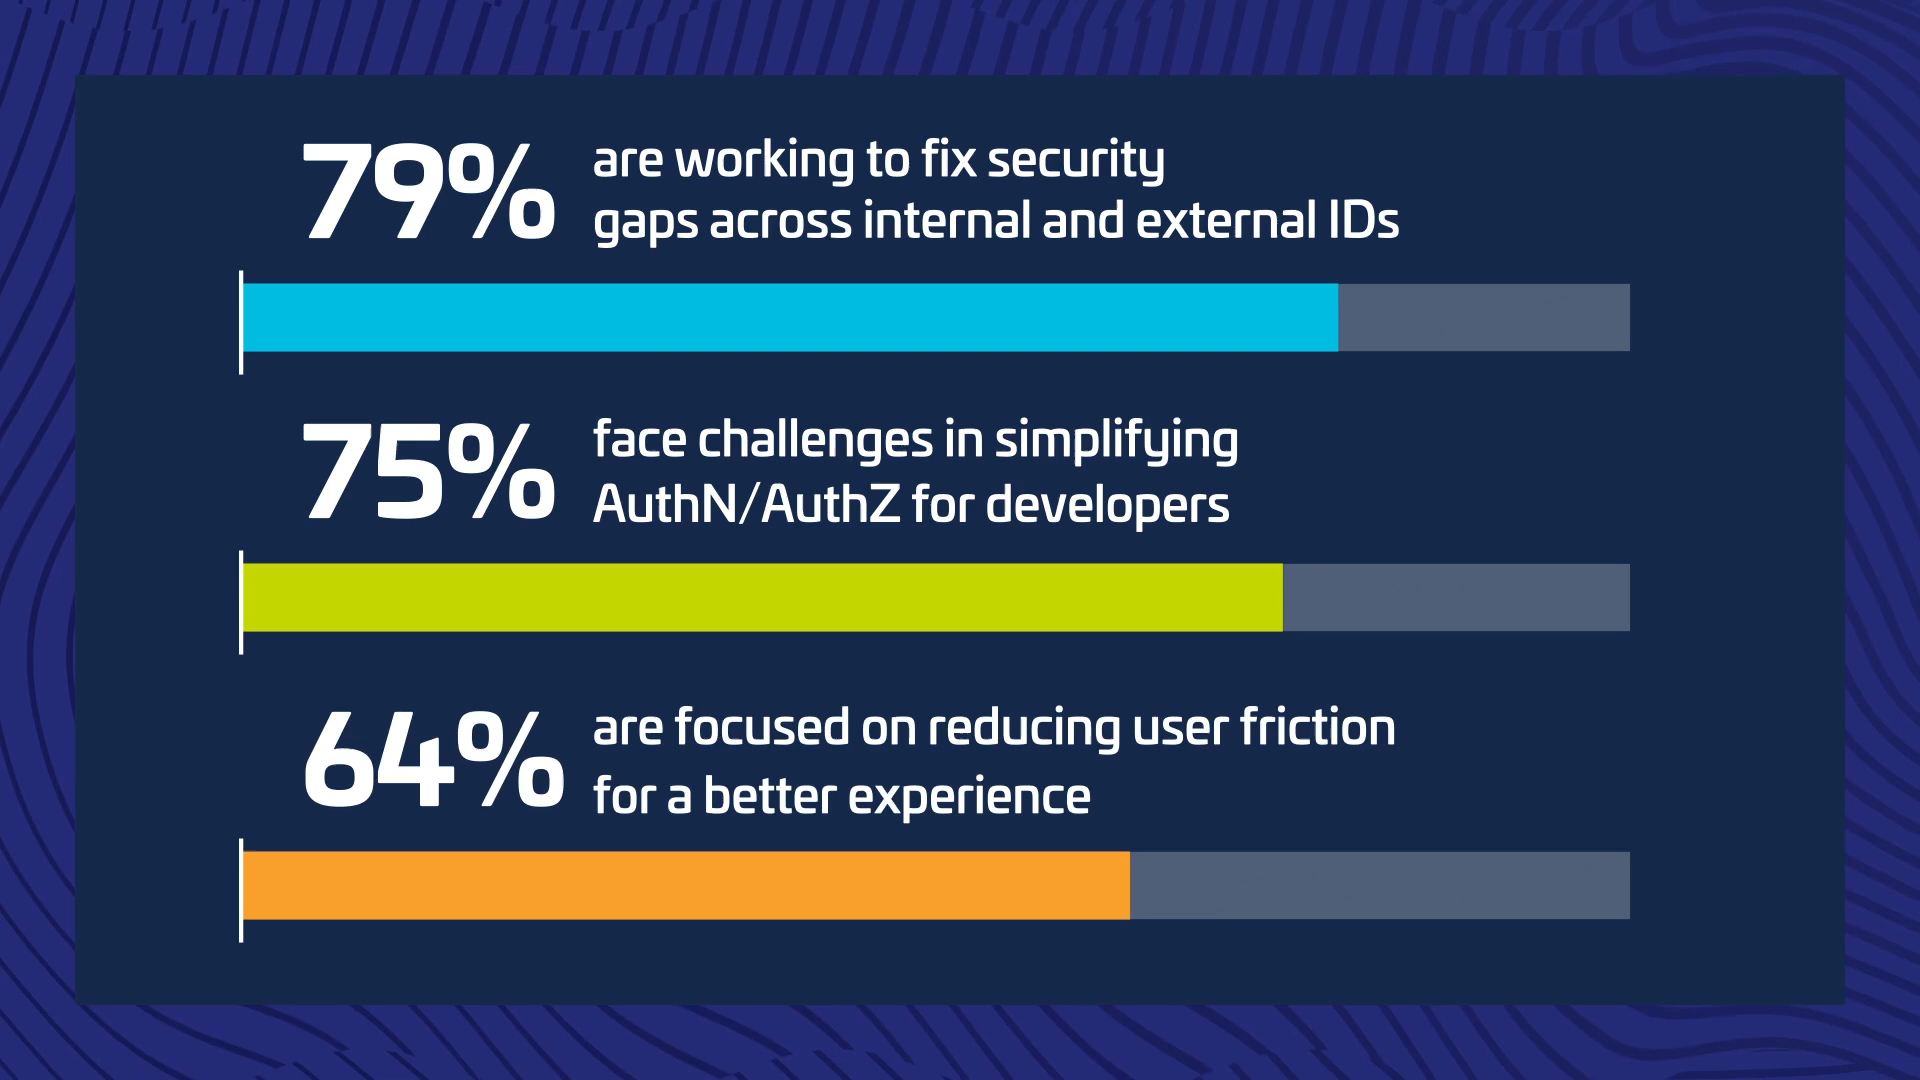 79%
are working to fix security
gaps across internal and external IDs
75%
face challenges in simplifying
AuthN/AuthZ for developers
64%
are focused on reducing user friction
for a better experience